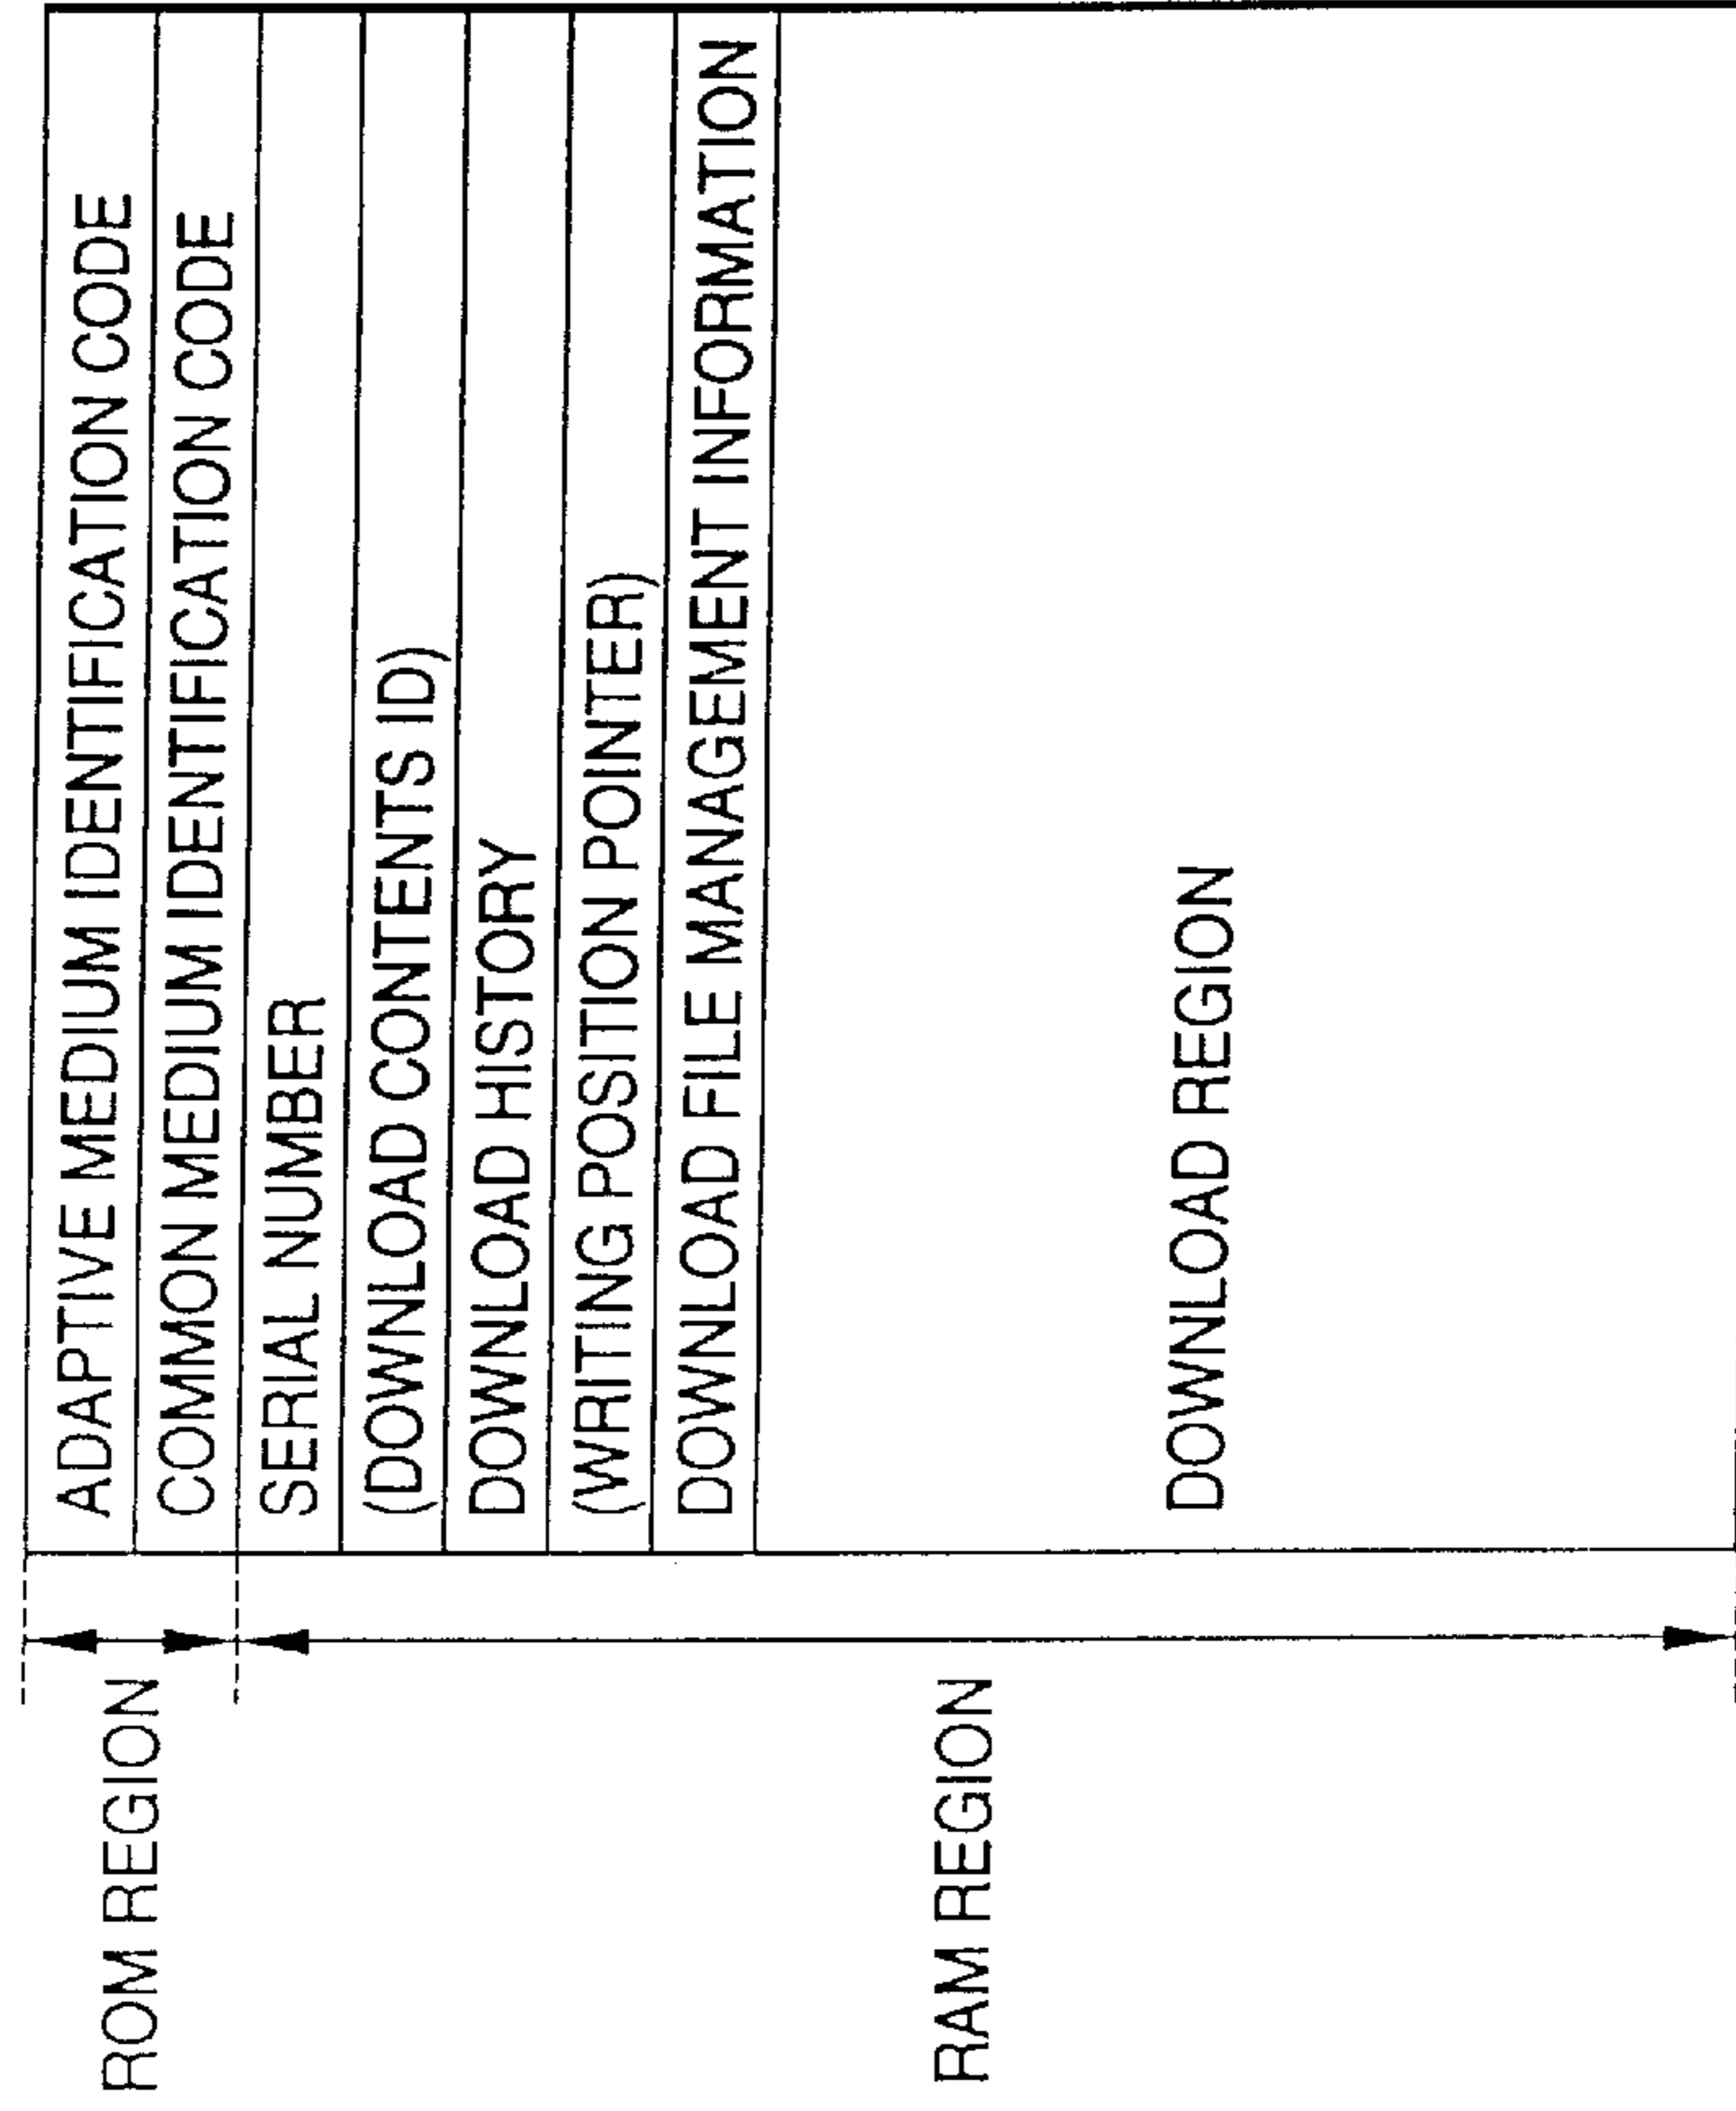 ROM REGION
ADAPTIVE MEDIUM IDENTIFICATION CODE
COMMON MEDIUM IDENTIFICATION CODE
RAM REGION
SERIAL NUMBER
(DOWNLOAD CONTENTS ID)
DOWNLOAD HISTORY
(WRITING POSITION POINTER)
DOWNLOAD FILE MANAGEMENT INFORMATION
DOWNLOAD REGION